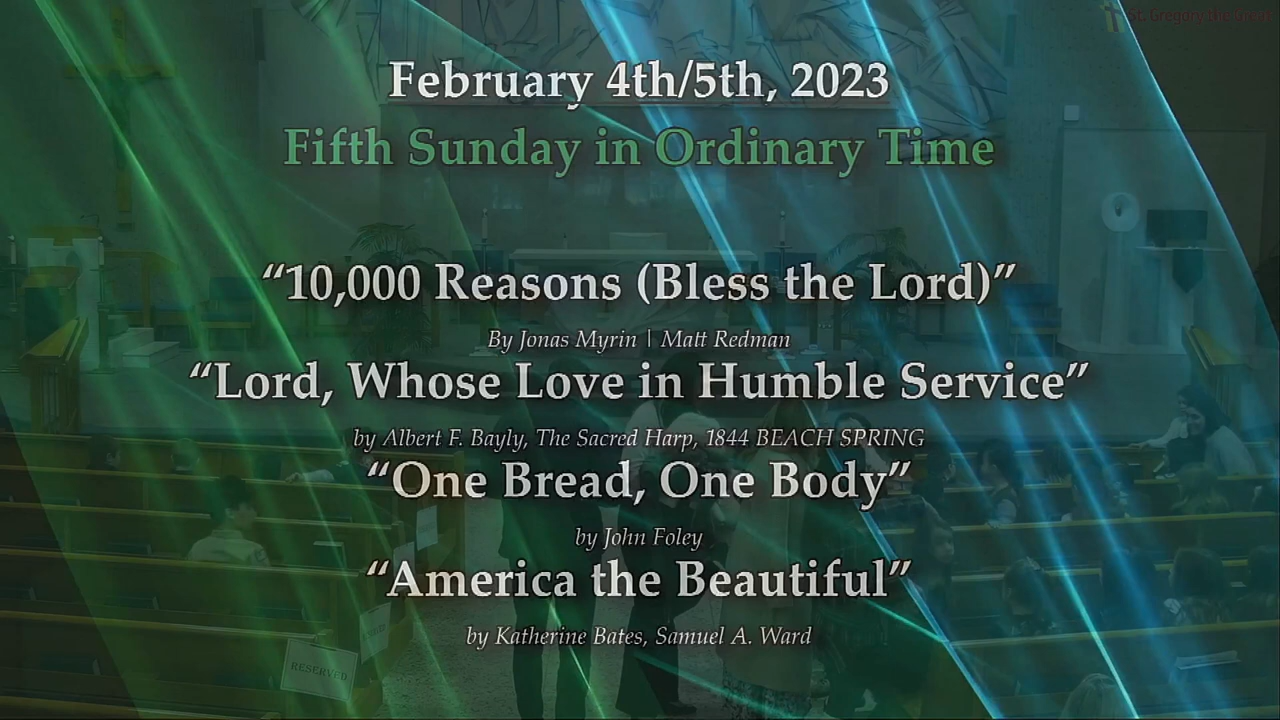 St. Gregory the Great
February 4th/5th, 2023
Fifth Sunday in Ordinary Time
“10,000 Reasons (Bless the Lord)”
By Jonas Myrin | Matt Redman
“Lord, Whose Love in Humble Service”
by Albert F. Bayly, The Sacred Harp, 1844 BEACH SPRING
“One Bread, One Body”
by John Foley
“America the Beautiful”
by Katherine Bates, Samuel A. Ward
RESERVED